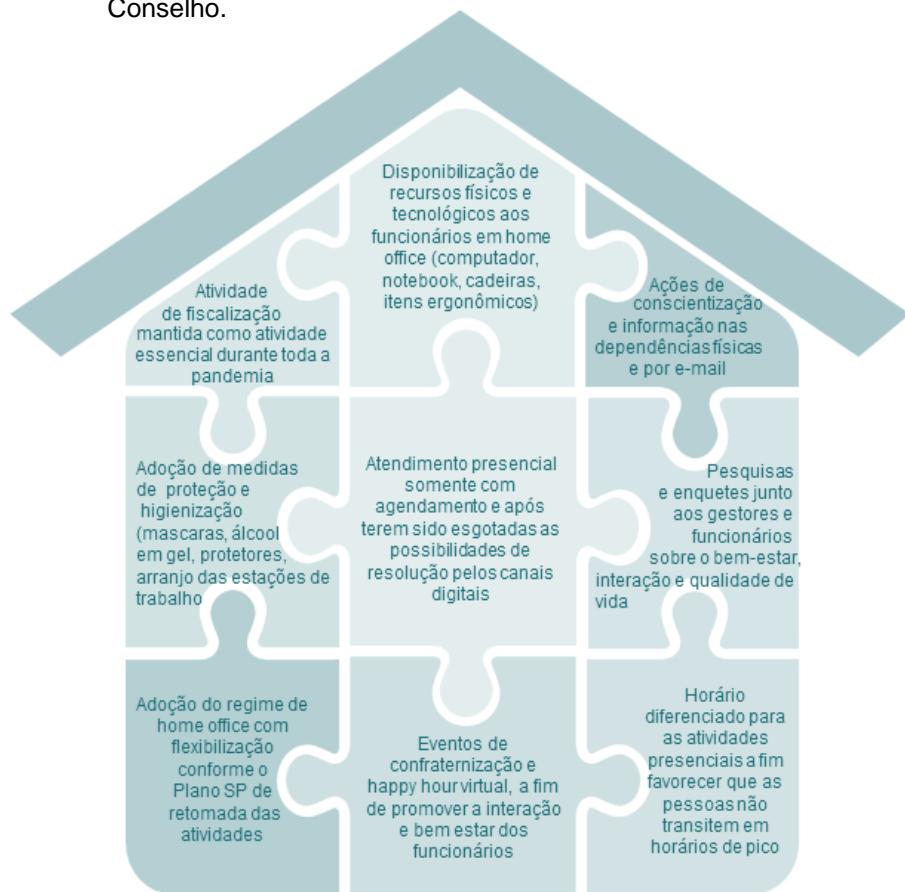 Conselho.
Disponibilização de
recursos físicos e
tecnológicos aos
funcionários em home
office (computador,
notebook, cadeiras,
itens ergonômicos)
Atividade
de fiscalização
mantida como atividade
essencial durante toda a
pandemia
Ações de
conscientização
e informação nas
dependências físicas
e por e-mail
Adoção de medidas
de proteção e
higienização
(mascaras, álcool
em gel, protetores,
arranjo das estações de
trabalho
Atendimento presencial
somente com
agendamento e após
terem sido esgotadas as
possibilidades de
resolução pelos canais
digitais
Pesquisas
e enquetes junto
aos gestores e
funcionários
sobre o bem-estar,
interação e qualidade de
vida
Adoção do regime de
home office com
flexibilização
conforme o
Plano SP de
retomada das
atividades
Eventos de
confraternização e
happy hour virtual, a fim
de promover a interação
e bem estar dos
funcionários
Horário
diferenciado para
as atividades
presenciais a fim
favorecer que as
pessoas não
transitem em
horários de pico